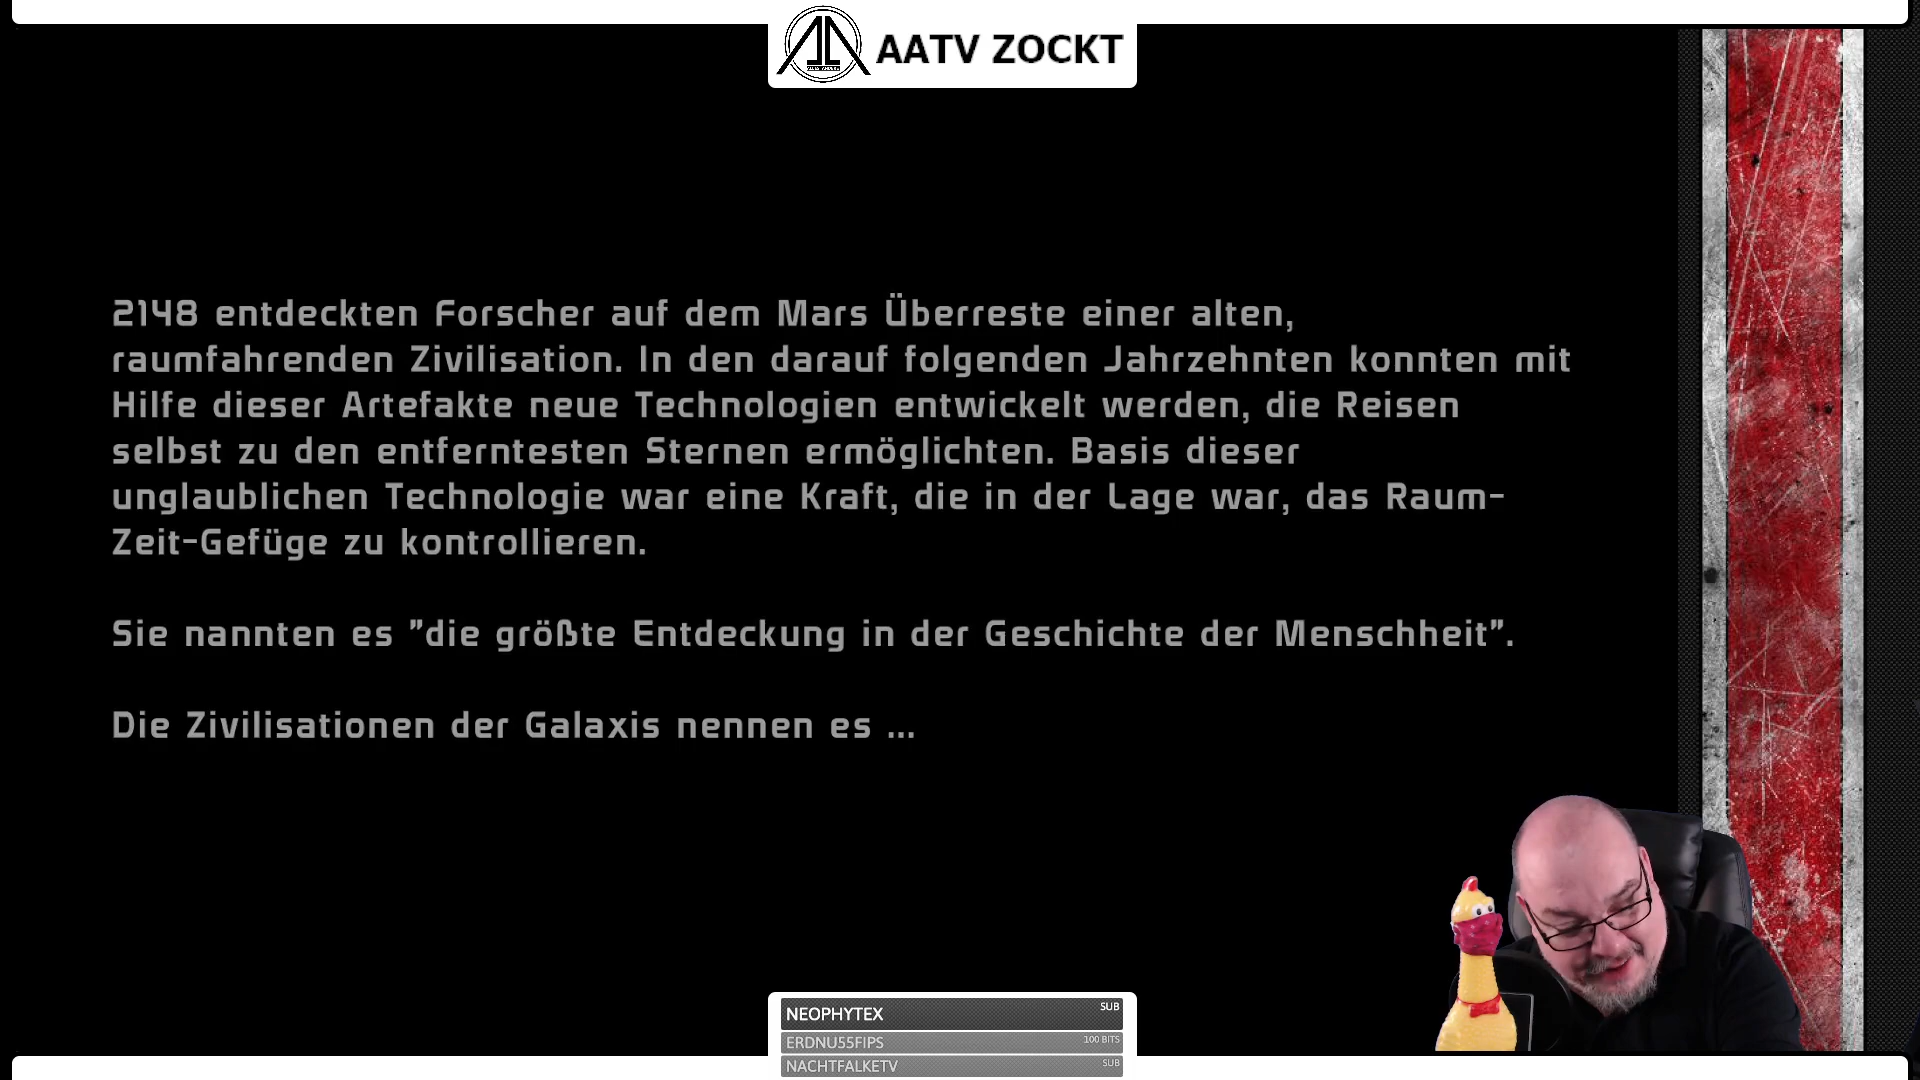 AATV ZOCKT
2148 entdeckten Forscher auf dem Mars Überreste einer alten,
raumfahrenden Zivilisation. In den darauf folgenden Jahrzehnten konnten mit
Hilfe dieser Artefakte neue Technologien entwickelt werden, die Reisen
selbst zu den entferntesten Sternen ermöglichten. Basis dieser
unglaublichen Technologie war eine Kraft, die in der Lage war, das Raum-
Zeit-Gefüge zu kontrollieren.
Sie nannten es "die größte Entdeckung in der Geschichte der Menschheit".
Die Zivilisationen der Galaxis nennen es ...
NEOPHYTEX SUB
ERDNU55FIPS 100 BITS
NACHTFALKETV SUB